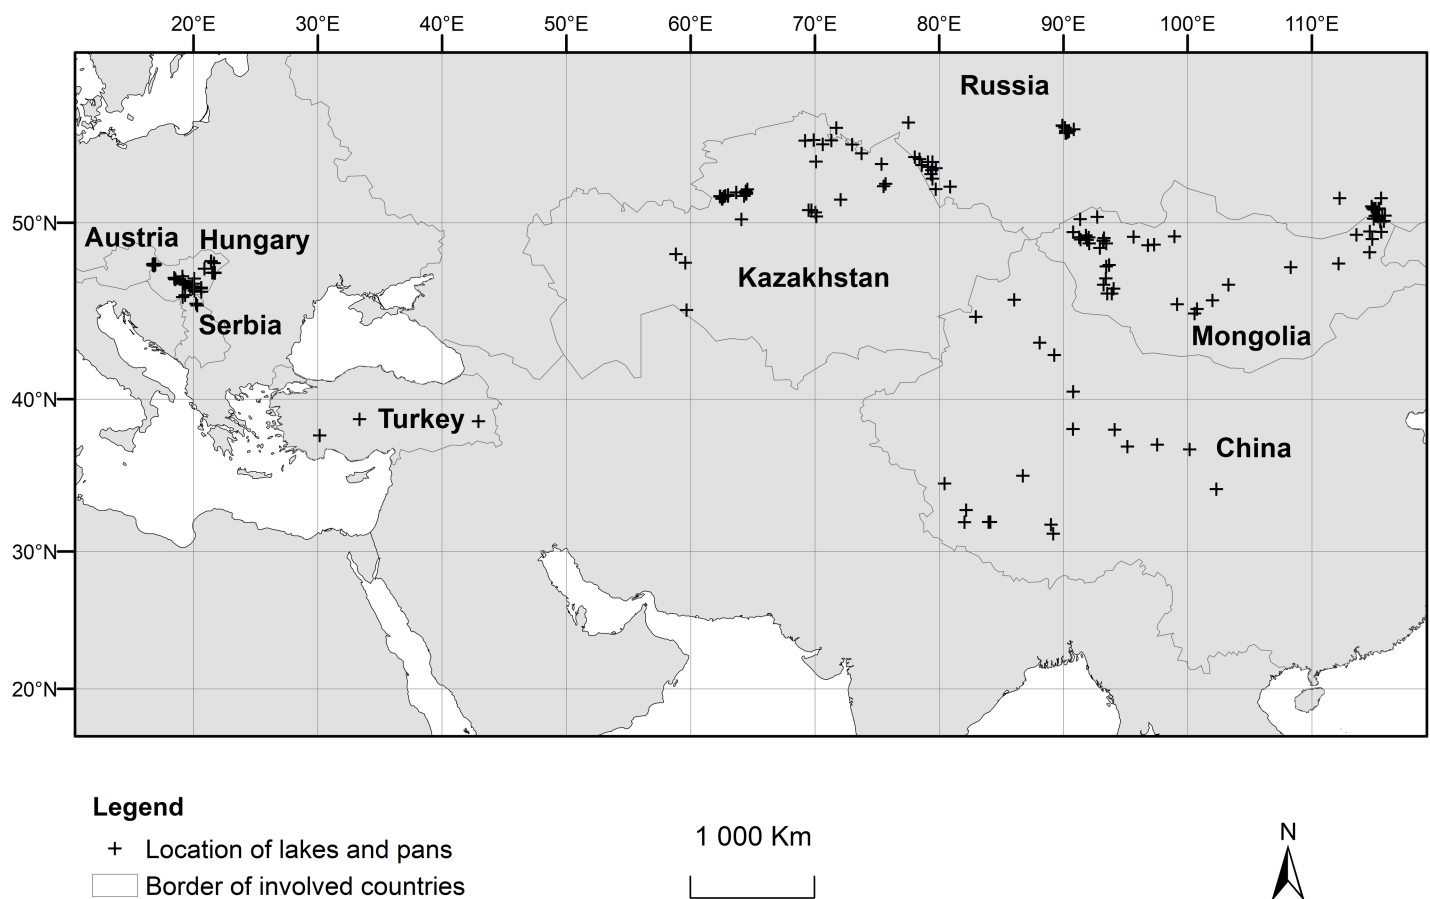 20°E 30°E 40°E 50°E 60°E 70°E 80°E 90°E 100°E 110°E
Russia
50°N
Austria Hungary
Kazakhstan
Serbia
Mongolia
40°N
Turkey
China
30°N
20°N
Legend
Location of lakes and pans
Border of involved countries
1 000 Km
N